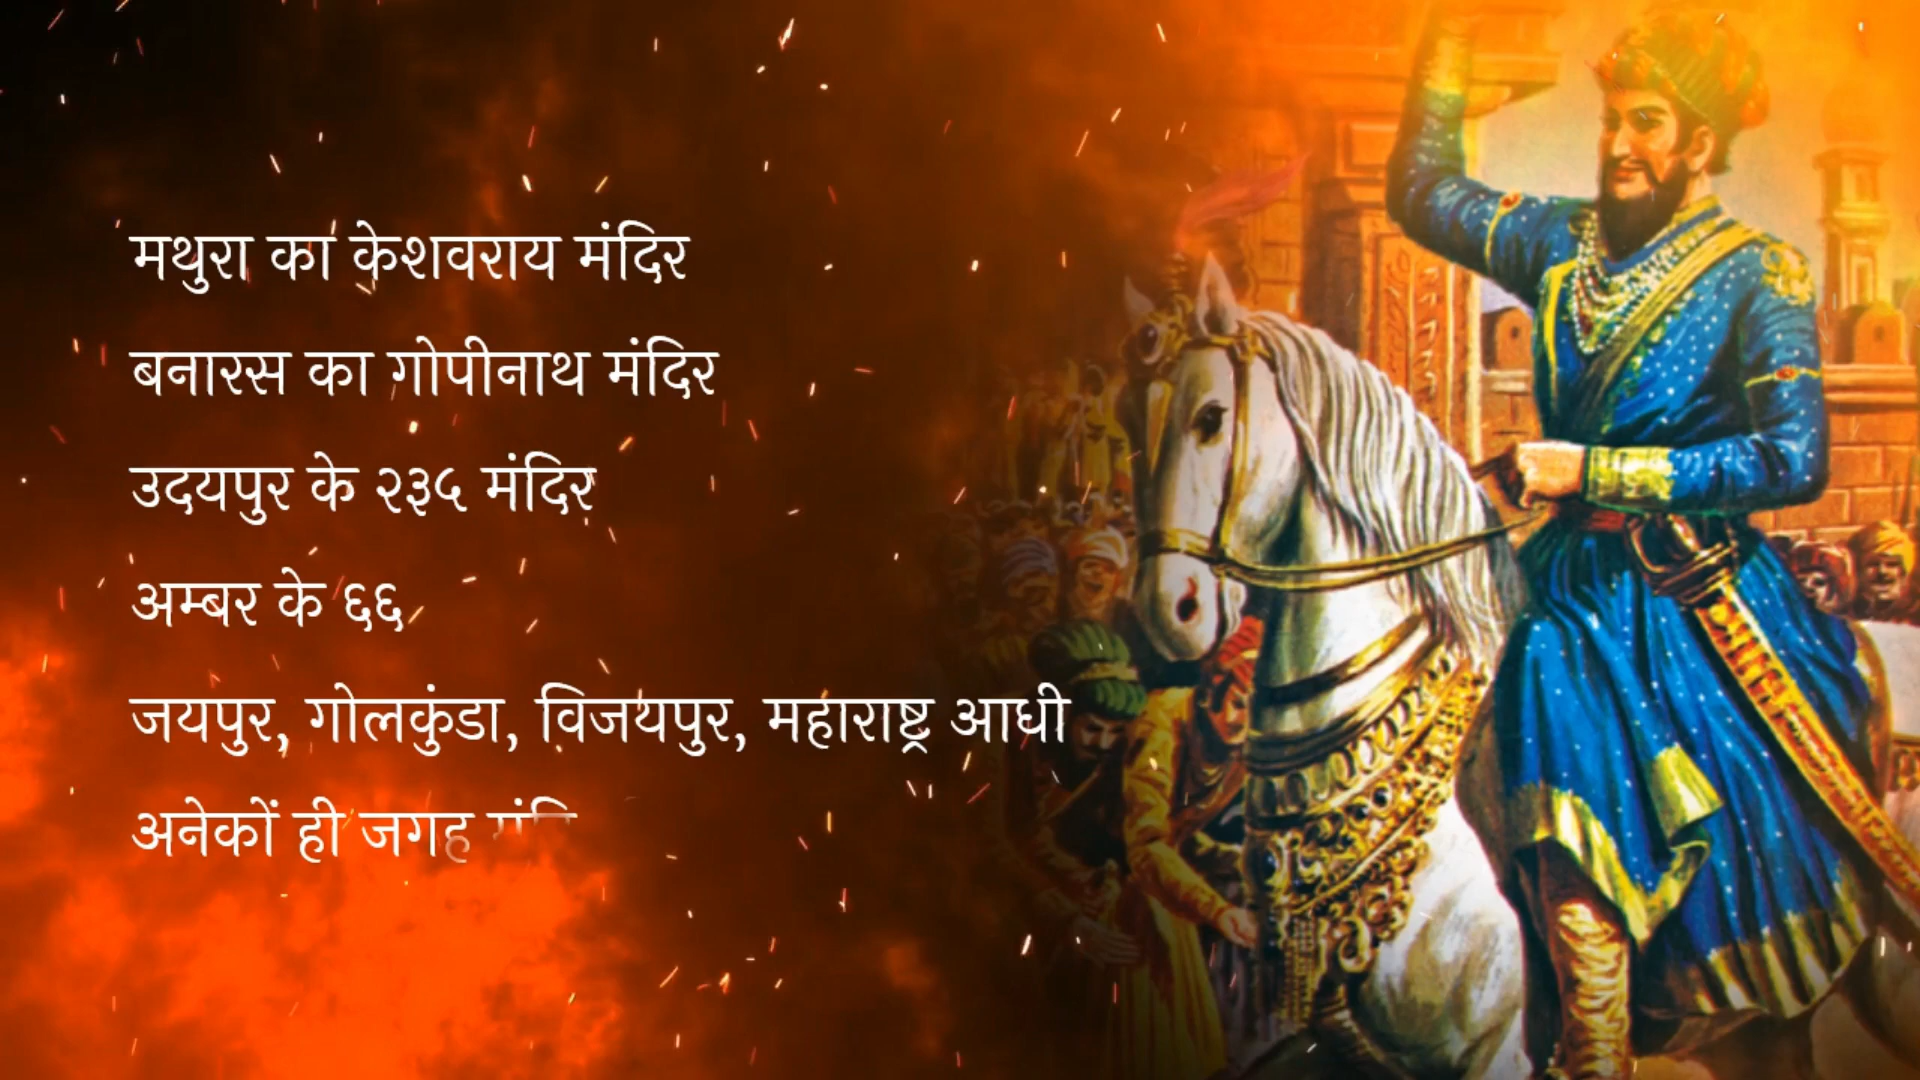 मथुरा का केशवराय मंदिर
बनारस का गोपीनाथ मंदिर
उदयपुर के २३५ मंदिर
अम्बर के ६६
जयपुर, गोलकुंडा, विजयपुर, महाराष्ट्र आधी
अनेकों ही जगह